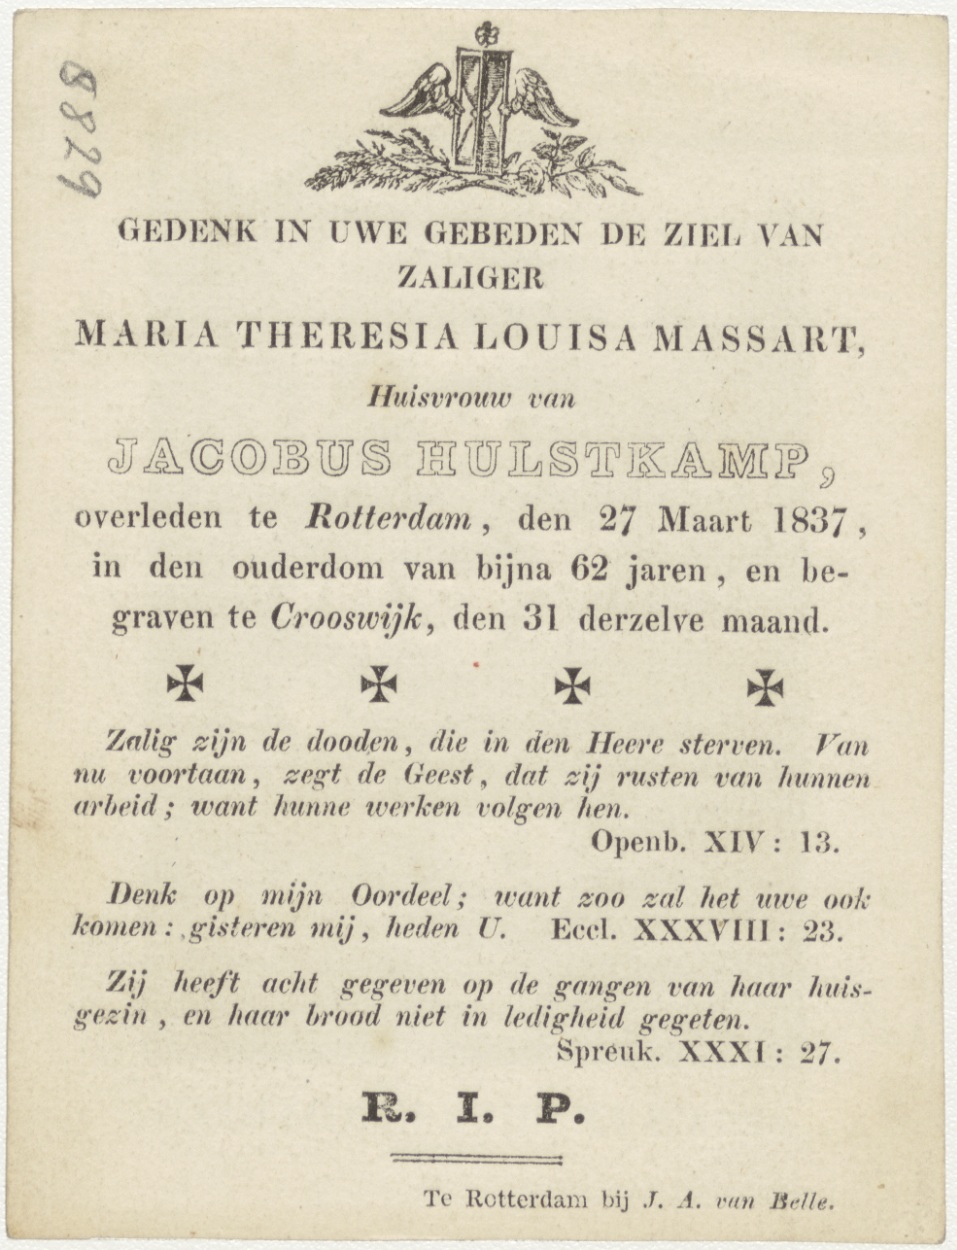 8829
GEDENK IN UWE GEBEDEN DE ZIEL VAN
ZALIGER
MARIA THERESIA LOUISA MASSART,
Huisvrouw van
JACOBUS HULSTKAMP,
overleden te Rotterdam, den 27 Maart 1837,
in den ouderdom van bijna 62 jaren, en be-
graven te Crooswijk, den 31 derzelve maand.
Zalig zijn de dooden, die in den Heere sterven. Van
nu voortaan, zegt de Geest, dat zij rusten van hunnen
arbeid; want hunne werken volgen hen.
Openb. XIV: 13.
Denk op mijn Oordeel; want zoo zal het uwe ook
komen: gisteren mij, heden U. Eccl. XXXVIII: 23.
Zij heeft acht gegeven op de gangen van haar huis-
gezin, en haar brood niet in ledigheid gegeten.
Spreuk. XXXI: 27.
R. I. P.
Te Rotterdam bij J. A. van Belle.